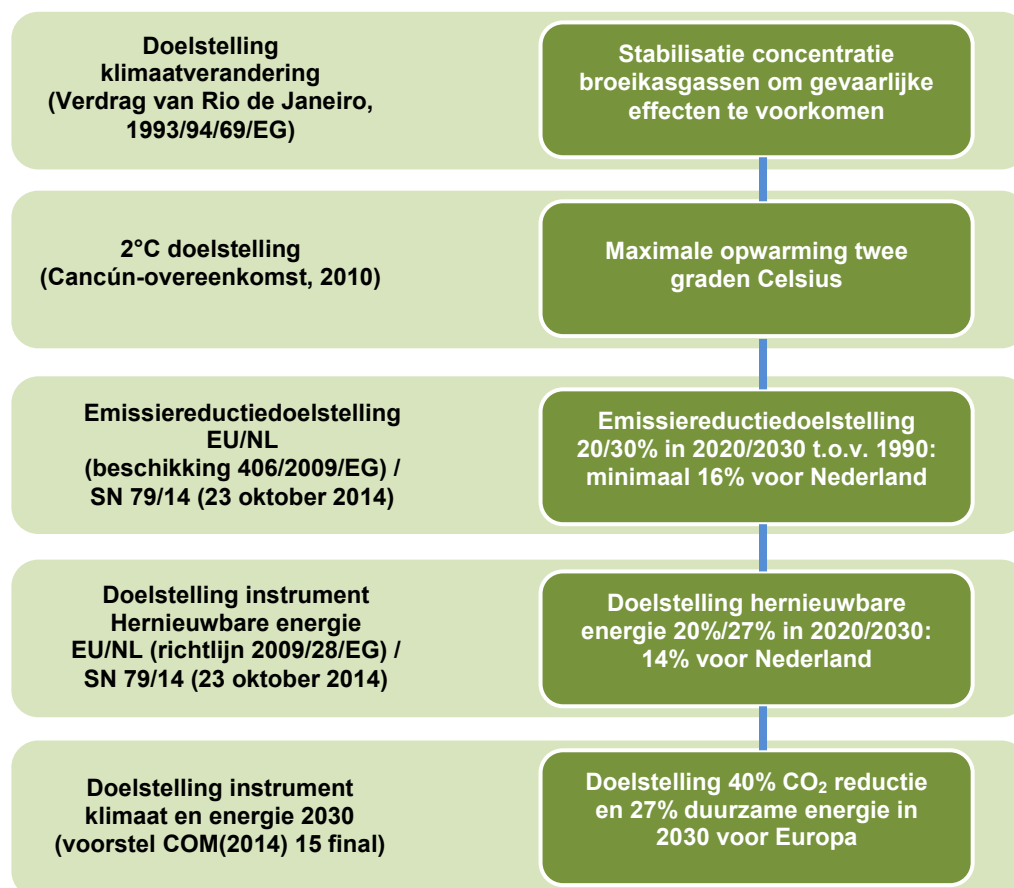 Doelstelling
klimaatverandering
(Verdrag van Rio de Janeiro,
1993/94/69/EG)
Stabilisatie concentratie
broeikasgassen om gevaarlijke
effecten te voorkomen
2°C doelstelling
(Cancún-overeenkomst, 2010)
Maximale opwarming twee
graden Celsius
Emissiereductiedoelstelling
EU/NL
(beschikking 406/2009/EG) /
SN 79/14 (23 oktober 2014)
Emissiereductiedoelstelling
20/30% in 2020/2030 t.o.v. 1990:
minimaal 16% voor Nederland
Doelstelling instrument
Hernieuwbare energie
EU/NL (richtlijn 2009/28/EG) /
SN 79/14 (23 oktober 2014)
Doelstelling hernieuwbare
energie 20%/27% in 2020/2030:
14% voor Nederland
Doelstelling instrument
klimaat en energie 2030
(voorstel COM(2014) 15 final)
Doelstelling 40% CO₂ reductie
en 27% duurzame energie in
2030 voor Europa